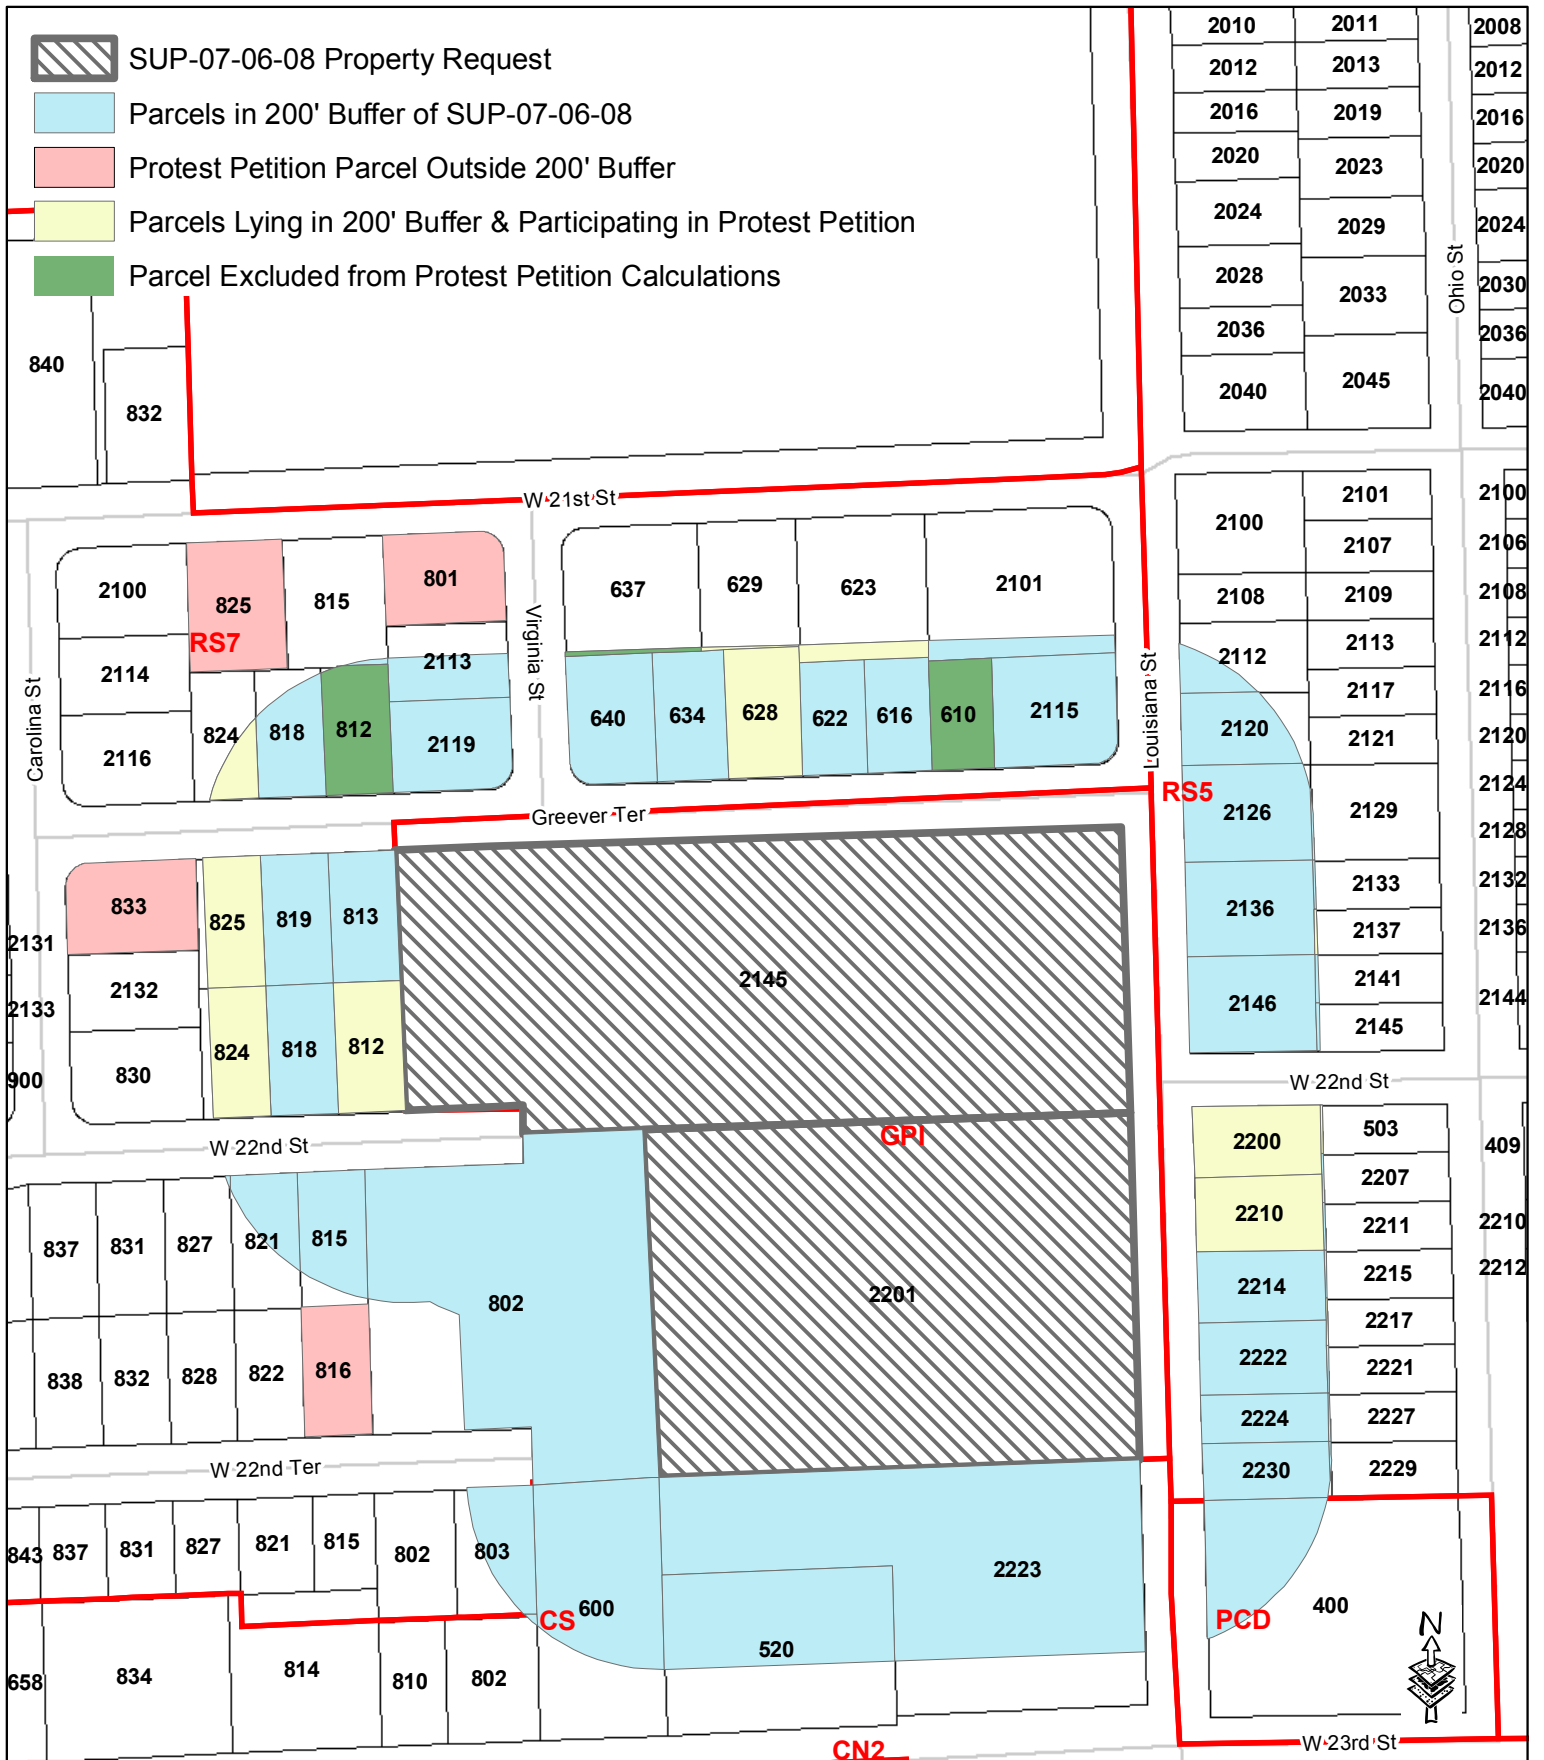 SUP-07-06-08 Property Request
Parcels in 200' Buffer of SUP-07-06-08
Protest Petition Parcel Outside 200' Buffer
Parcels Lying in 200' Buffer & Participating in Protest Petition
Parcel Excluded from Protest Petition Calculations
2010 2011 2008
2012 2013 2012
2016 2019 2016
2020 2023 2020
2024 2029 2024
2028 2033 2030
2036 2036
2040 2045 2040
Ohio St
840 832
W 21st St
2100 2101 2100
2107 2106
2108 2109 2108
2112 2113 2112
2117 2116
2120 2121 2120
2124
2126 2129 2128
2133 2132
2136 2137 2136
2141
2146 2145 2144
2100 825 815 801
RS7
2114 2113
824 818 812 2119
2116
Carolina St
Virginia St
637 629 623 2101
640 634 628 622 616 610 2115
Louisiana St
RS5
Greever Ter
833 825 819 813
2131
2132
2133
830 824 818 812
900
2145
W 22nd St
W 22nd St
GPI
2200 503 409
2207
2210 2211 2210
2214 2215 2212
2217
2222 2221
2224 2227
2230 2229
837 831 827 821 815
802
2201
838 832 828 822 816
W 22nd Ter
843 837 831 827 821 815 802 803
600
CS
2223
520
400
PCD
658 834 814 810 802
N
W 23rd St
CN2